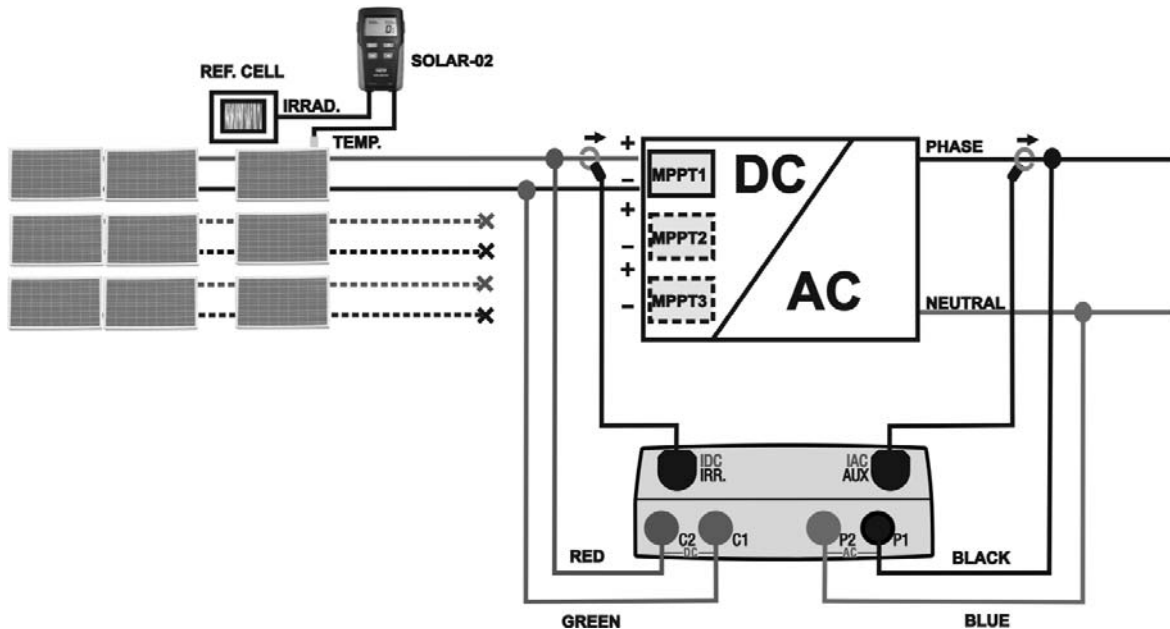 SOLAR-02
REF. CELL
IRRAD.
TEMP.
+
−
+
−
+
−
MPPT1
MPPT2
MPPT3
DC
AC
PHASE
NEUTRAL
IDC
IRR.
IAC
AUX
C2
DC
C1
P2
AC
P1
RED
BLACK
GREEN
BLUE